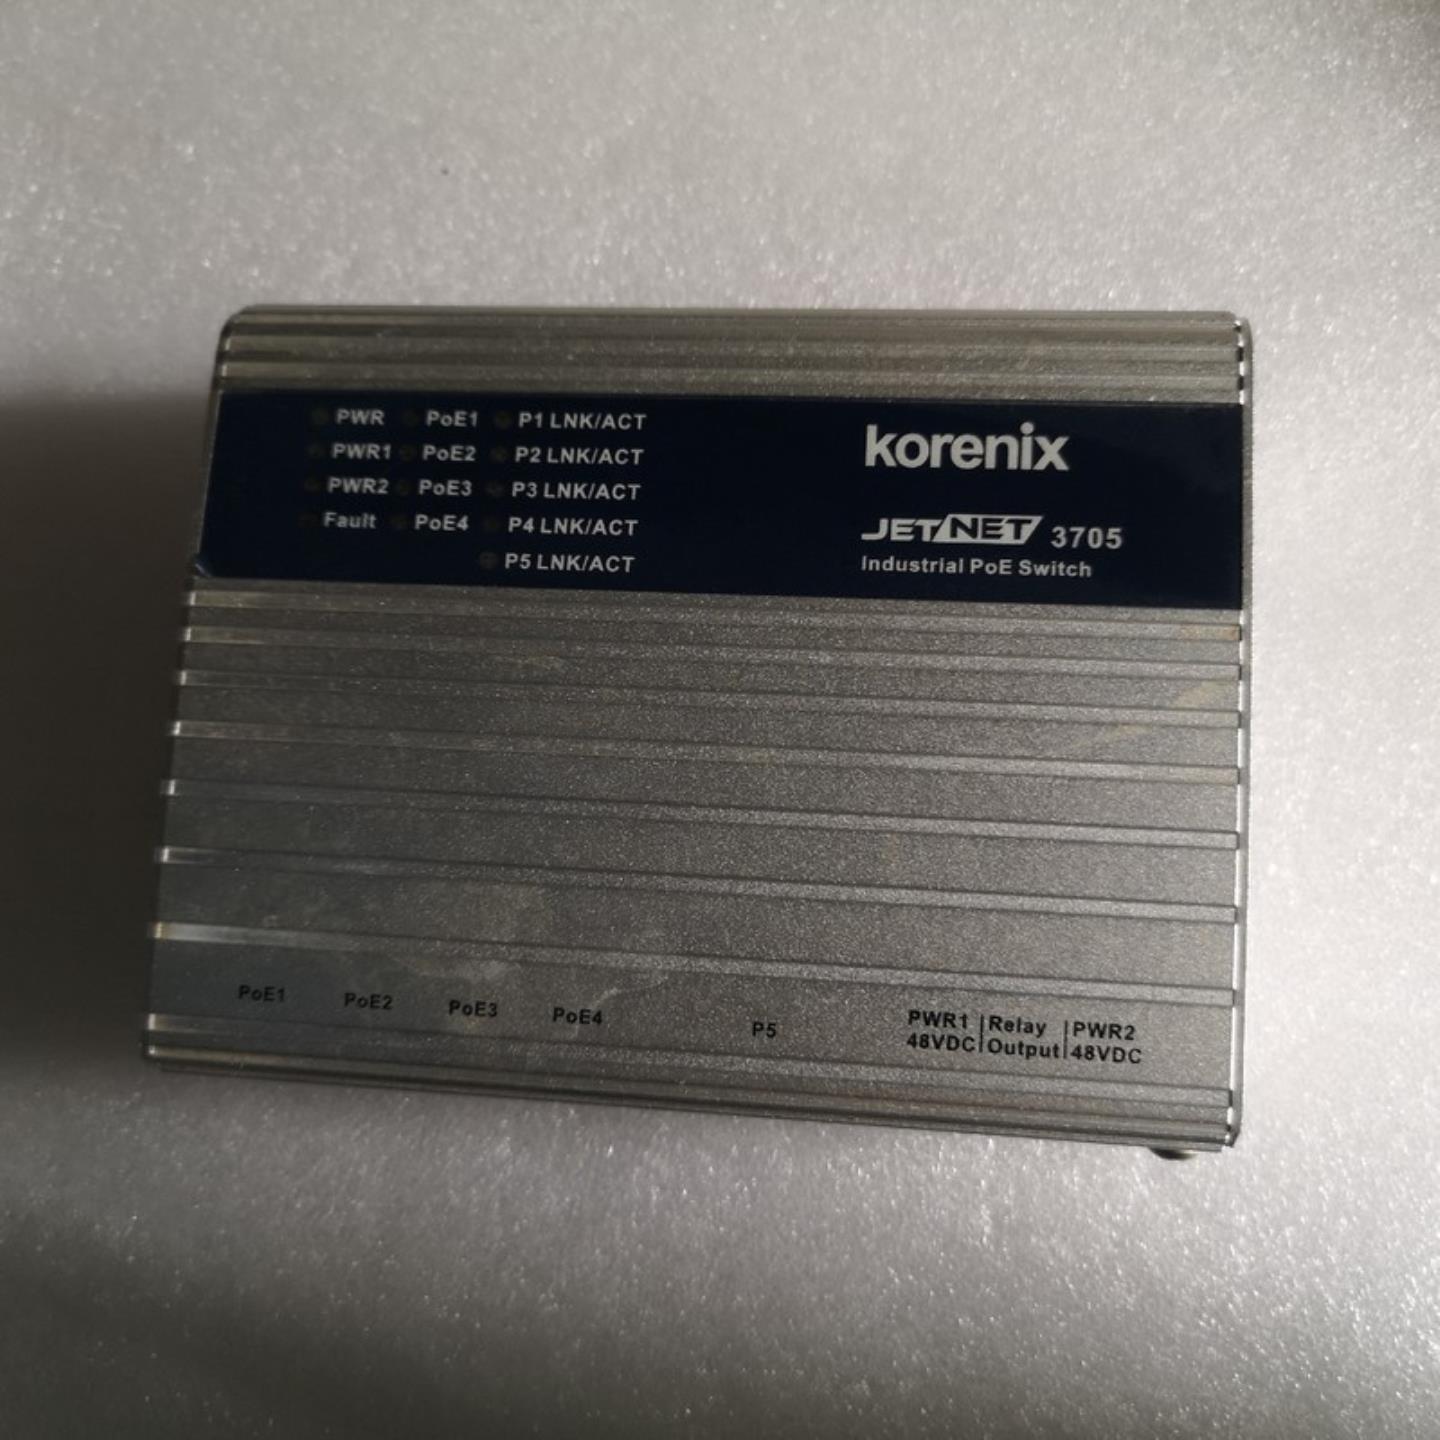 PWR PoE1 P1 LNK/ACT
PWR1 PoE2 P2 LNK/ACT
PWR2 PoE3 P3 LNK/ACT
Fault PoE4 P4 LNK/ACT
P5 LNK/ACT
korenix
JETNET 3705
Industrial PoE Switch
PoE1 PoE2 PoE3 PoE4 P5
PWR1 | Relay | PWR2
48VDC | Output | 48VDC